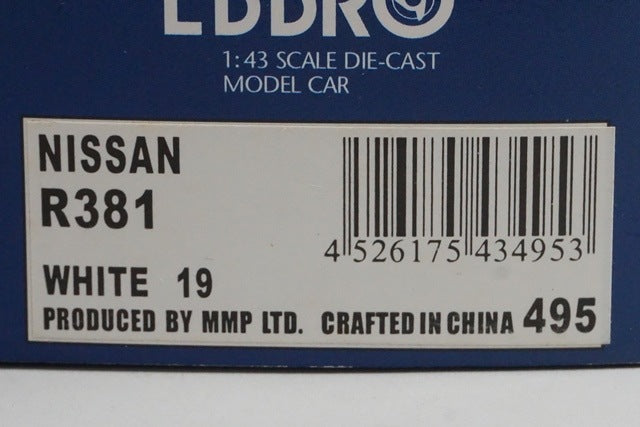 EBBRO
1:43 SCALE DIE-CAST
MODEL CAR
NISSAN
R381
4 526175 434953
WHITE 19
PRODUCED BY MMP LTD. CRAFTED IN CHINA 495